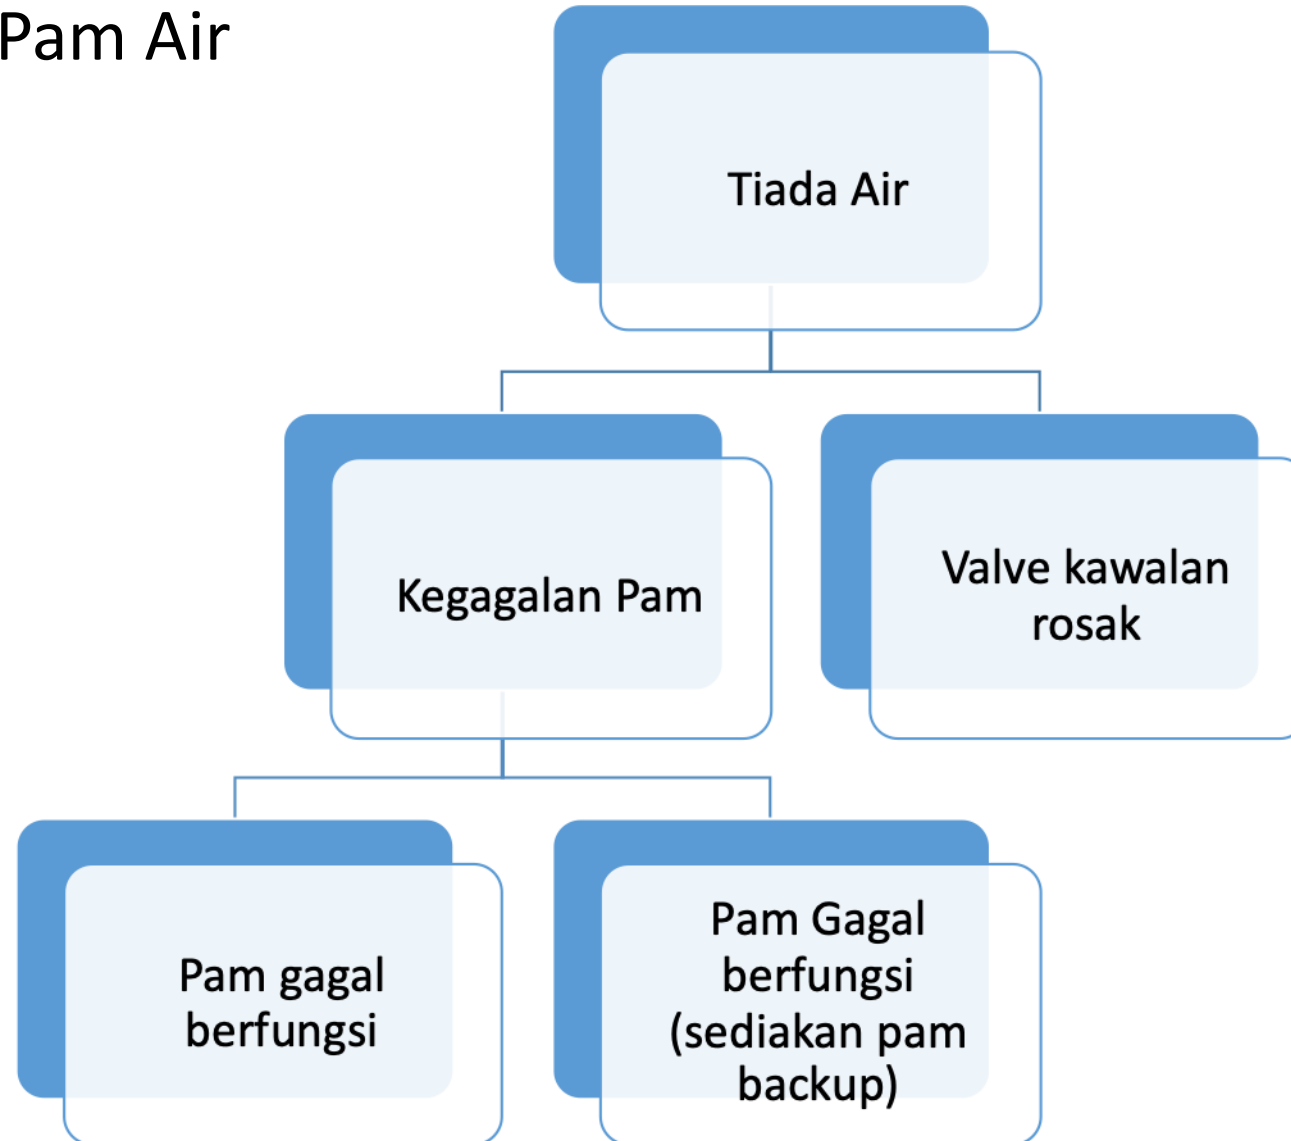 Pam Air
Tiada Air
Kegagalan Pam
Valve kawalan
rosak
Pam gagal
berfungsi
Pam Gagal
berfungsi
(sediakan pam
backup)